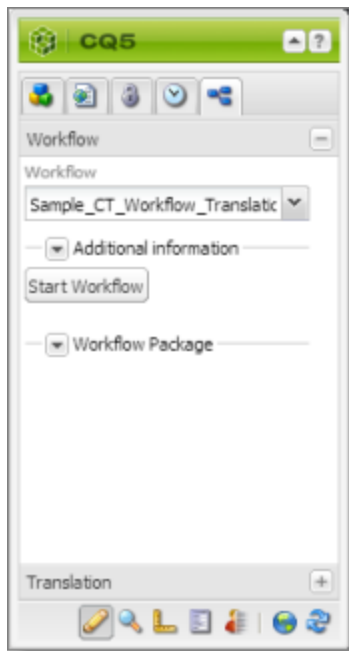 CQ5
?
Workflow
Workflow
Sample_CT_Workflow_Translatic
Additional information
Start Workflow
Workflow Package
Translation